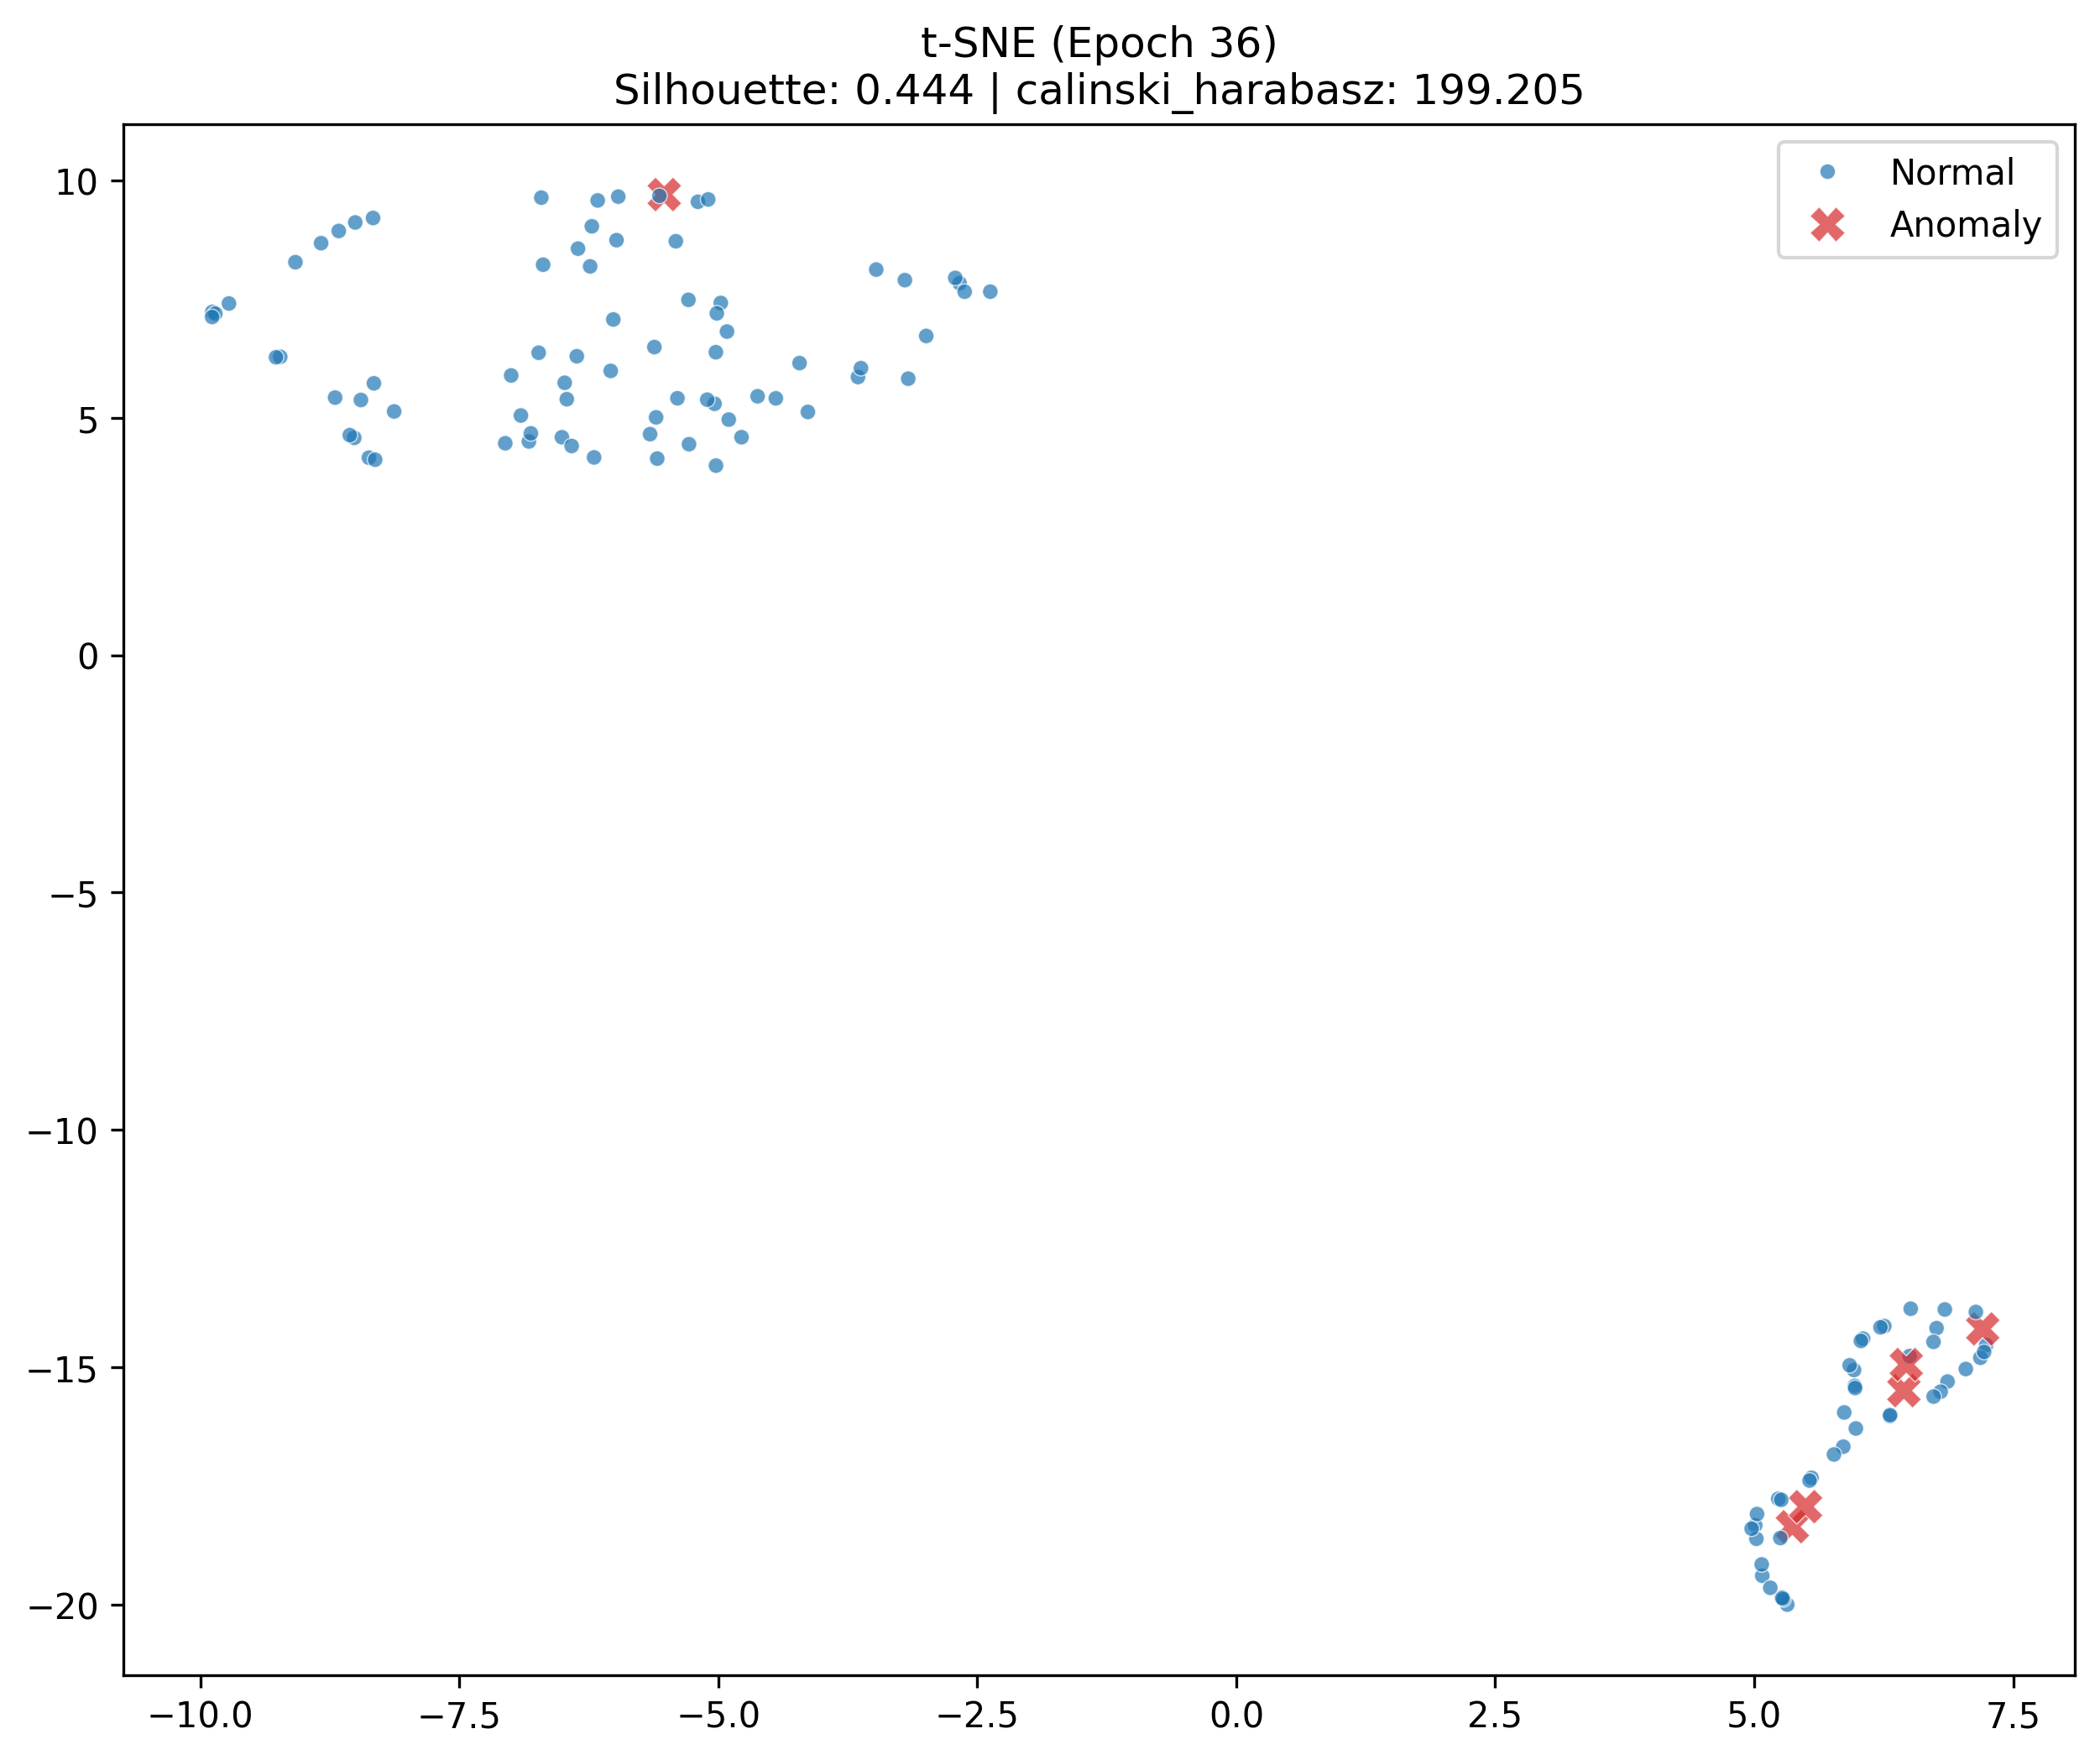 t-SNE (Epoch 36)
Silhouette: 0.444 | calinski_harabasz: 199.205
Normal
Anomaly
10
5
0
−5
−10
−15
−20
−10.0 −7.5 −5.0 −2.5 0.0 2.5 5.0 7.5